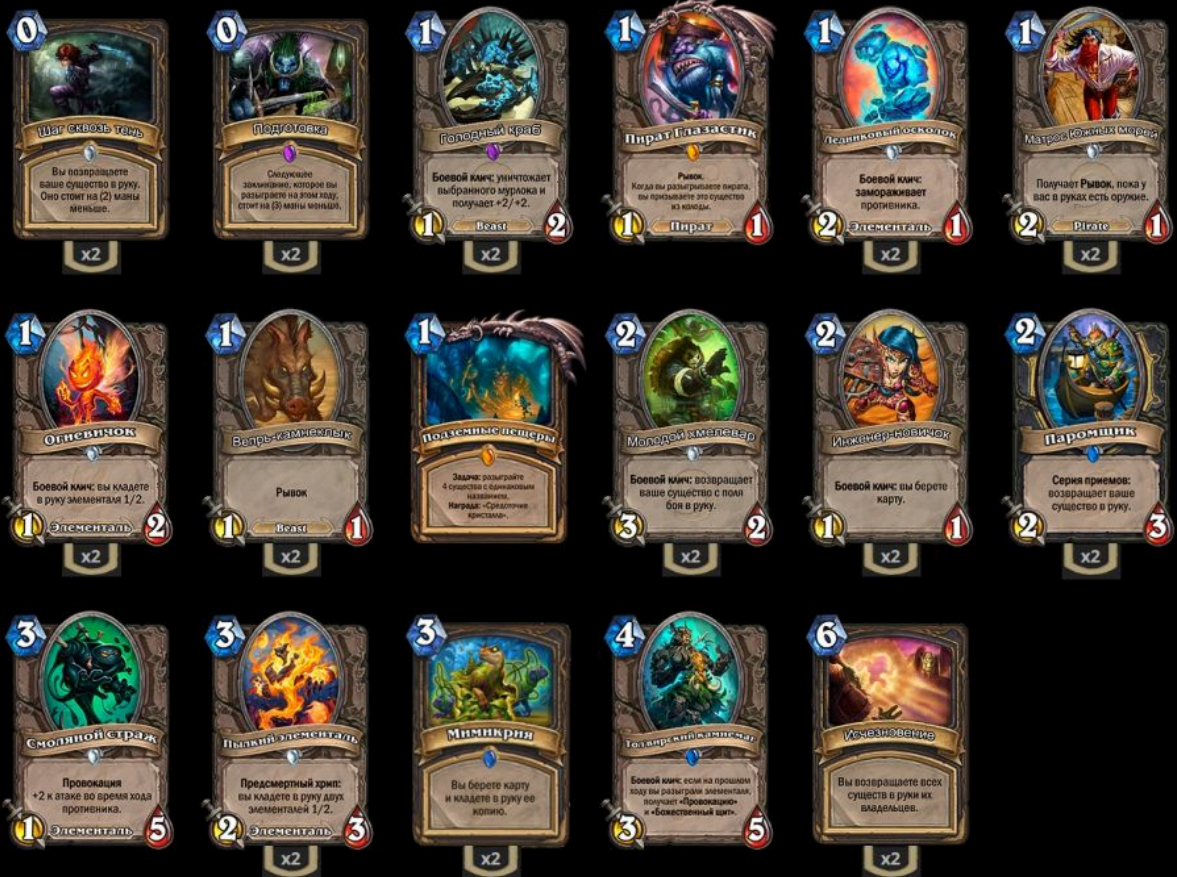 0
Шаг сквозь тень
Вы возвращаете
ваше существо в руку.
Оно стоит на (2) маны
меньше.
x2
0
Подготовка
Следующее
заклинание, которое вы
разыграете на этом ходу,
стоит на (3) маны меньше.
x2
1
Голодный краб
Боевой клич: уничтожает
выбранного мурлока и
получает +2/+2.
1
Beast
2
x2
1
Пират Глазастик
Рывок.
Когда вы разыгрываете пирата,
вы призываете это существо
из колоды.
1
Пират
1
1
Ледниковый осколок
Боевой клич:
замораживает
противника.
2
Элементаль
1
x2
1
Матрос Южных морей
Получает Рывок, пока у
вас в руках есть оружие.
2
Pirate
1
x2
1
Огневичок
Боевой клич: вы кладете
в руку элементаля 1/2.
1
Элементаль
2
x2
1
Вепрь-камнеклык
Рывок
1
Beast
1
x2
1
Подземные пещеры
Задача: разыграйте
4 существа с одинаковым
названием.
Награда: «Средоточие
кристалла».
2
Молодой хмелевар
Боевой клич: возвращает
ваше существо с поля
боя в руку.
3
2
x2
2
Инженер-новичок
Боевой клич: вы берете
карту.
1
1
x2
2
Паромщик
Серия приемов:
возвращает ваше
существо в руку.
2
3
x2
3
Смоляной страж
Провокация
+2 к атаке во время хода
противника.
1
Элементаль
5
3
Пылкий элементаль
Предсмертный хрип:
вы кладете в руку двух
элементалей 1/2.
2
Элементаль
3
x2
3
Мимикрия
Вы берете карту
и кладете в руку ее
копию.
x2
4
Толвирский камнемаг
Боевой клич: если на прошлом
ходу вы разыграли элементаля,
получает «Провокацию»
и «Божественный щит».
3
5
x2
6
Исчезновение
Вы возвращаете всех
существ в руки их
владельцев.
x2